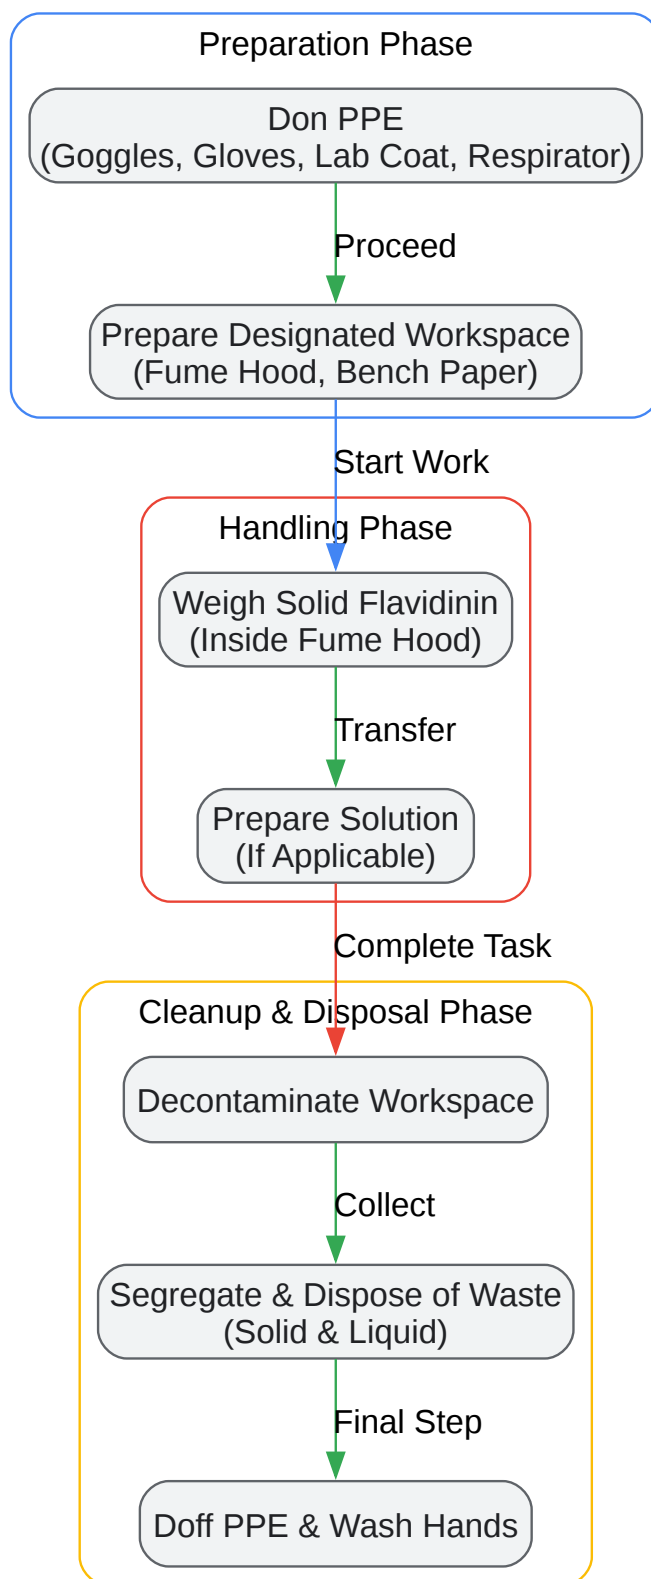 Preparation Phase
Don PPE
(Goggles, Gloves, Lab Coat, Respirator)
Proceed
Prepare Designated Workspace
(Fume Hood, Bench Paper)
Start Work
Handling Phase
Weigh Solid Flavidinin
(Inside Fume Hood)
Transfer
Prepare Solution
(If Applicable)
Complete Task
Cleanup & Disposal Phase
Decontaminate Workspace
Collect
Segregate & Dispose of Waste
(Solid & Liquid)
Final Step
Doff PPE & Wash Hands